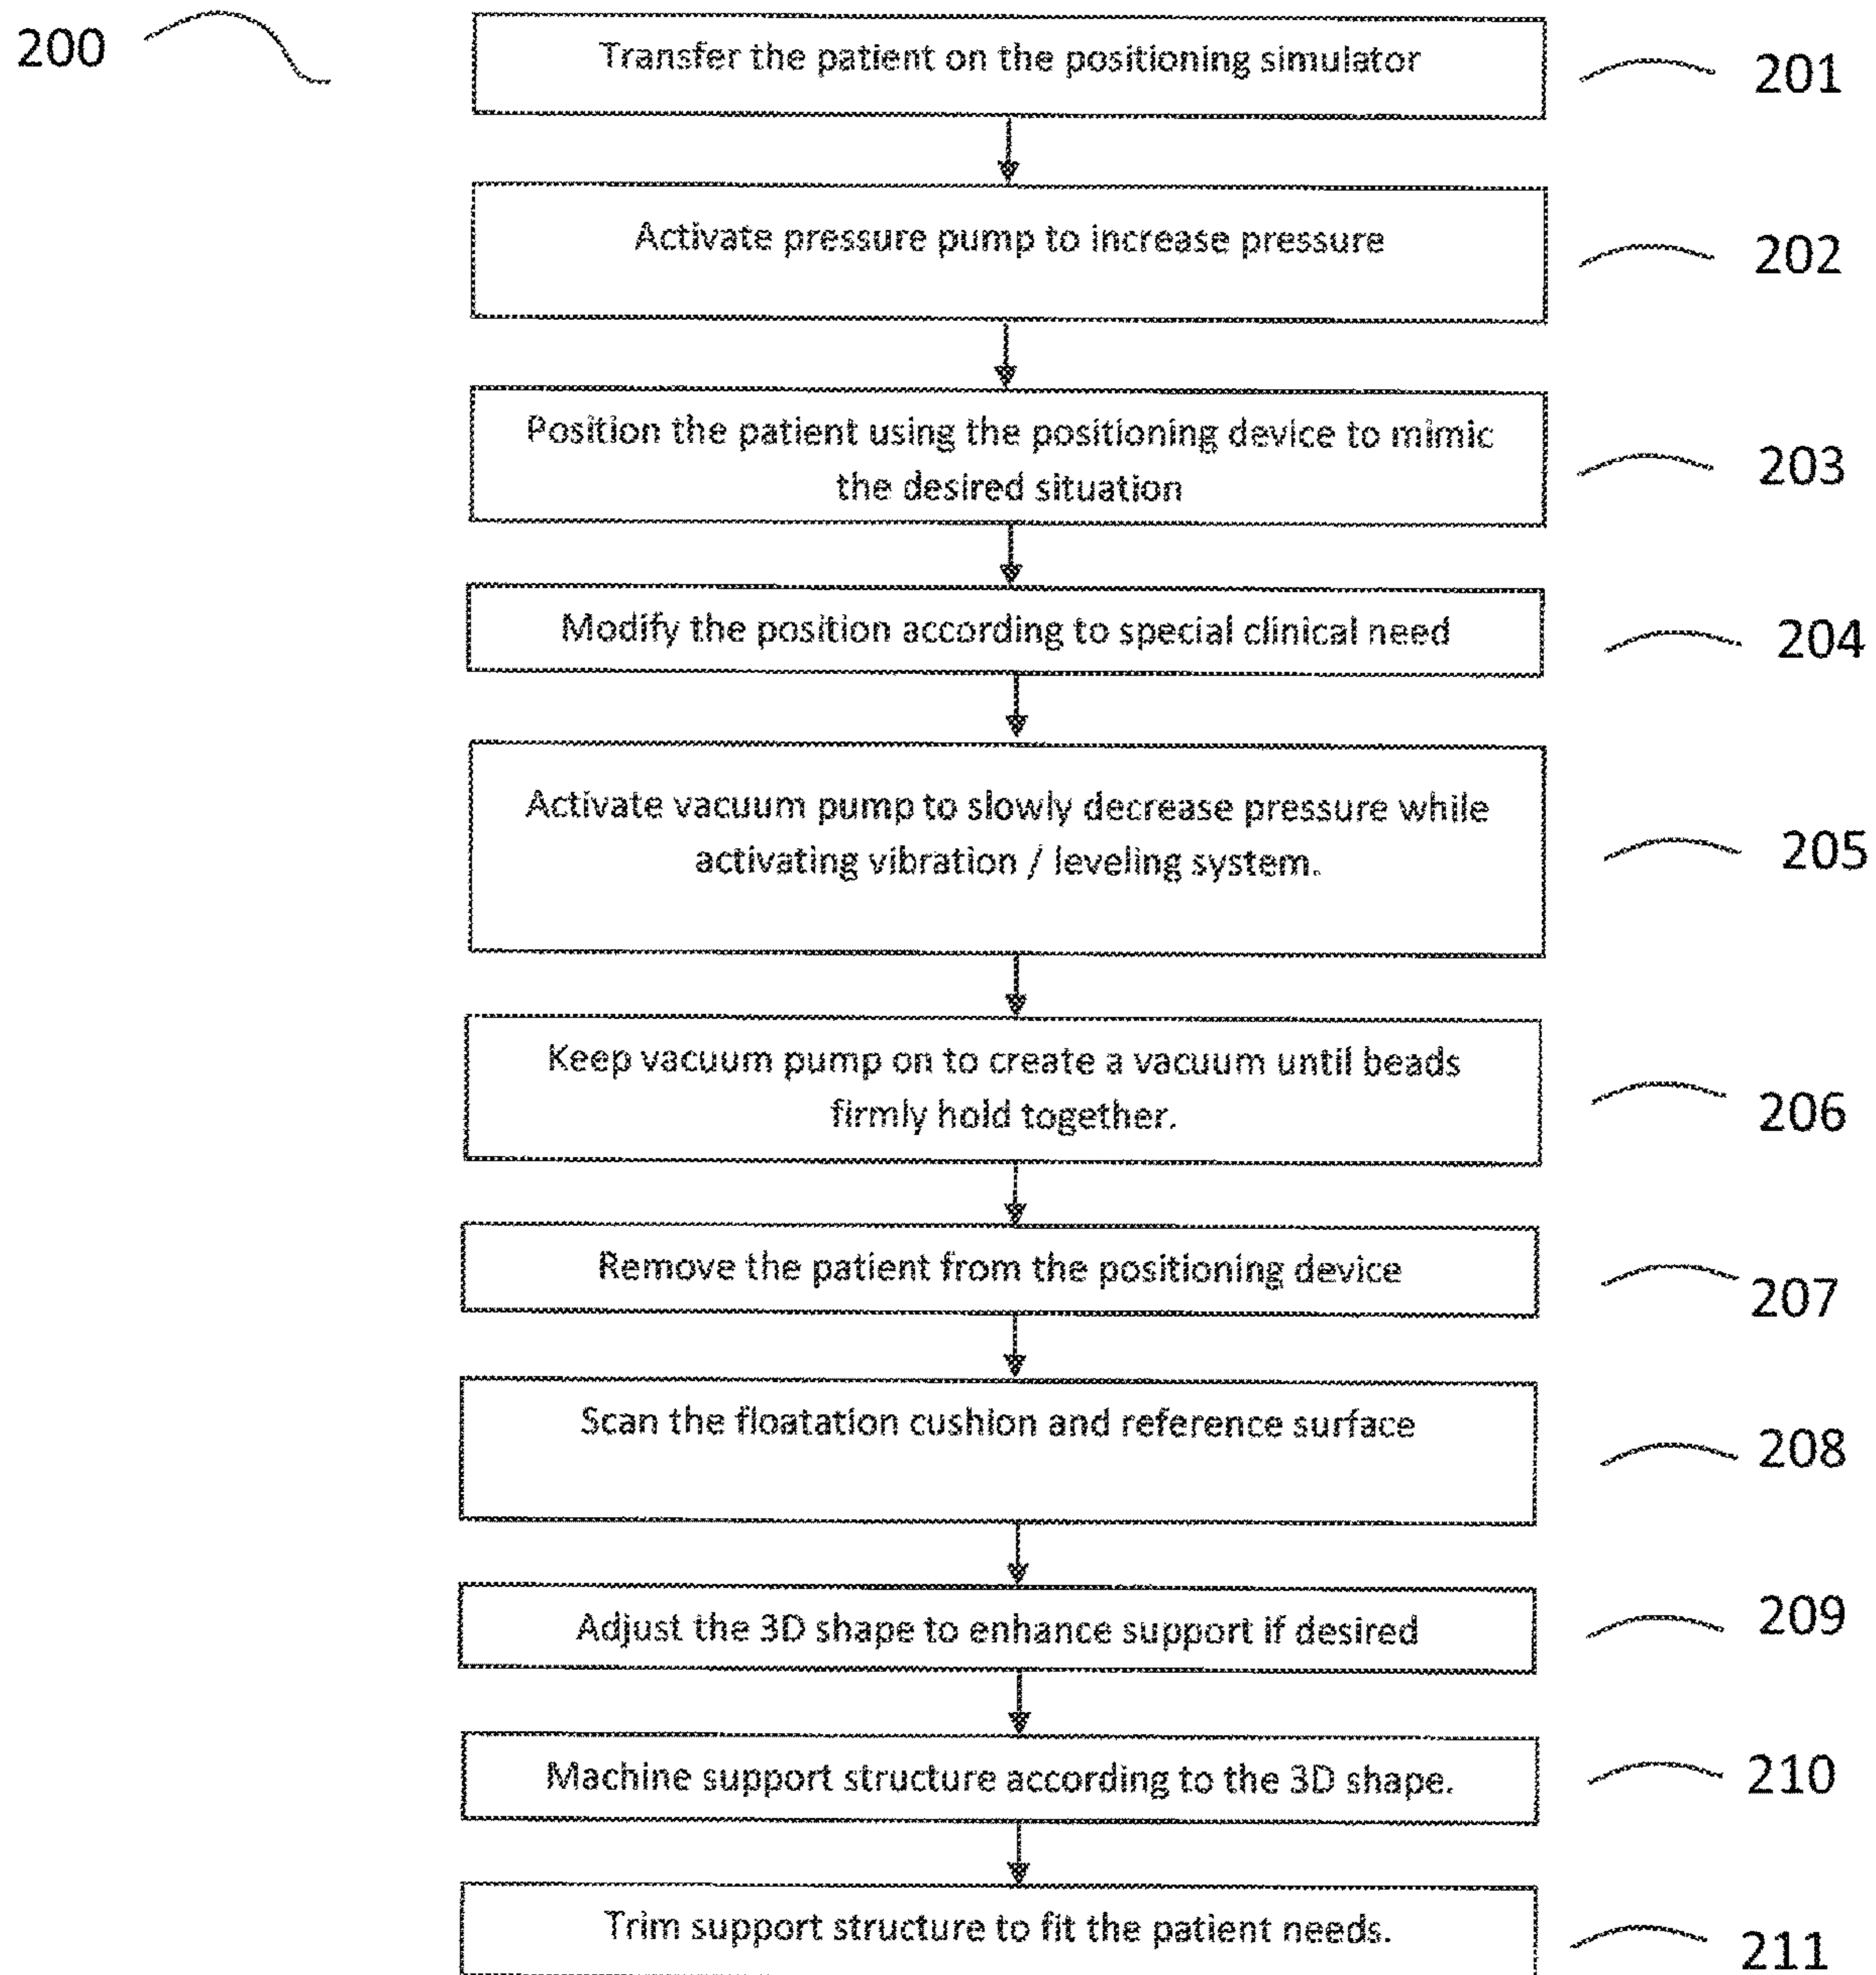 200
Transfer the patient on the positioning simulator
201
Activate pressure pump to increase pressure
202
Position the patient using the positioning device to mimic
the desired situation
203
Modify the position according to special clinical need
204
Activate vacuum pump to slowly decrease pressure while
activating vibration / leveling system.
205
Keep vacuum pump on to create a vacuum until beads
firmly hold together.
206
Remove the patient from the positioning device
207
Scan the floatation cushion and reference surface
208
Adjust the 3D shape to enhance support if desired
209
Machine support structure according to the 3D shape.
210
Trim support structure to fit the patient needs.
211